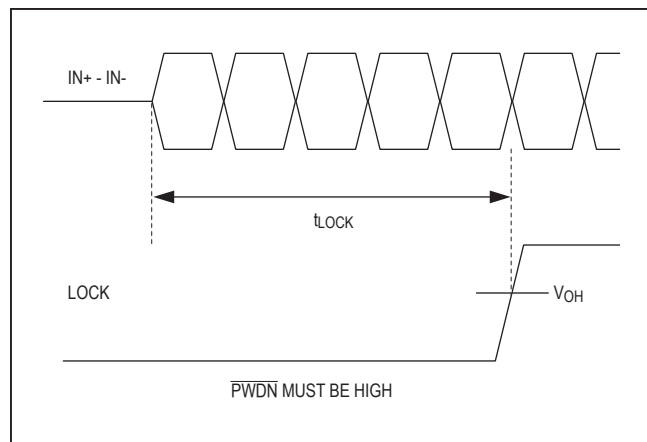 IN+ - IN-
tLOCK
LOCK
VOH
PWDN MUST BE HIGH